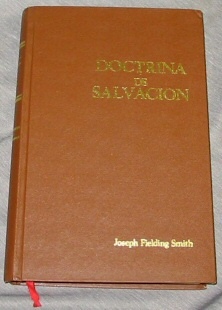 DOCTRINA
DE
SALVACION
Joseph Fielding Smith